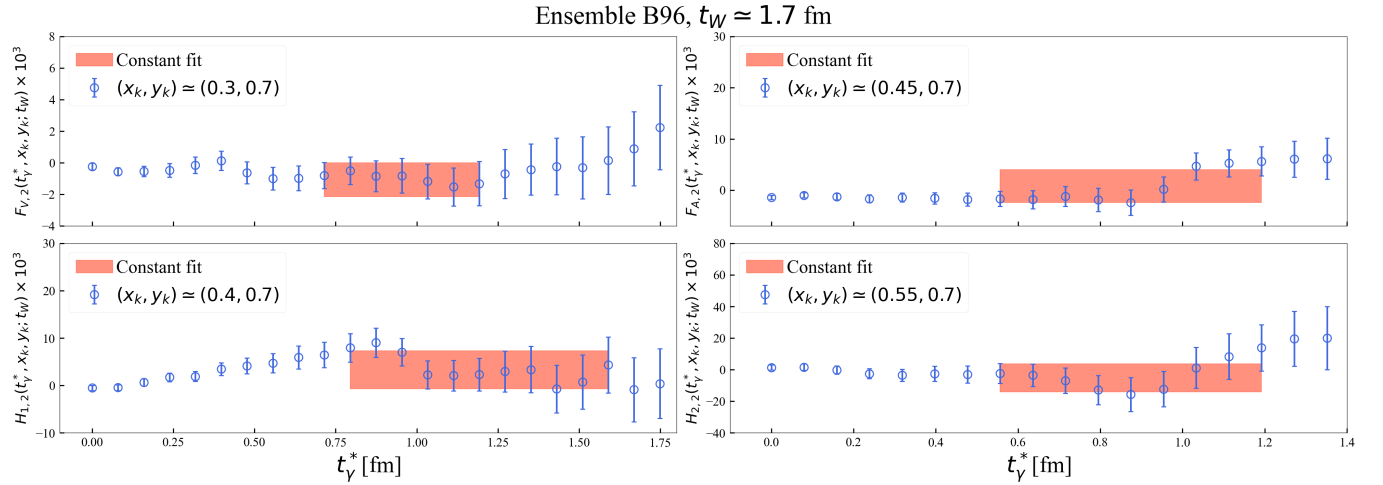 Ensemble B96, t_W ≃ 1.7 fm
F_{V,2}(t_γ^*, x_k, y_k; t_W) × 10^3
8
6
4
2
0
−2
−4
Constant fit
(x_k, y_k) ≃ (0.3, 0.7)
F_{A,2}(t_γ^*, x_k, y_k; t_W) × 10^3
30
20
10
0
Constant fit
(x_k, y_k) ≃ (0.45, 0.7)
H_{1,2}(t_γ^*, x_k, y_k; t_W) × 10^3
30
20
10
0
−10
Constant fit
(x_k, y_k) ≃ (0.4, 0.7)
0.00 0.25 0.50 0.75 1.00 1.25 1.50 1.75
t_γ^* [fm]
H_{2,2}(t_γ^*, x_k, y_k; t_W) × 10^3
80
60
40
20
0
−20
−40
Constant fit
(x_k, y_k) ≃ (0.55, 0.7)
0.0 0.2 0.4 0.6 0.8 1.0 1.2 1.4
t_γ^* [fm]